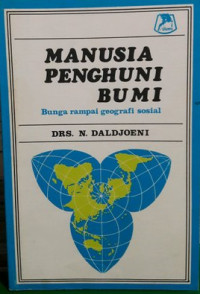 MANUSIA
PENGHUNI
BUMI
Bunga rampai geografi sosial
DRS. N. DALDJOENI